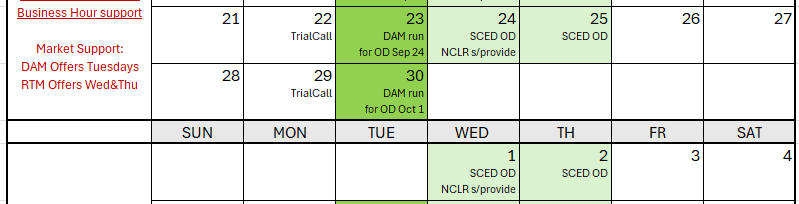 Business Hour support
Market Support:
DAM Offers Tuesdays
RTM Offers Wed&Thu
21 22 23 24 25 26 27
TrialCall DAM run SCED OD SCED OD
for OD Sep 24 NCLR s/provide
28 29 30
TrialCall DAM run
for OD Oct 1
SUN MON TUE WED TH FR SAT
1 2 3 4
SCED OD SCED OD
NCLR s/provide